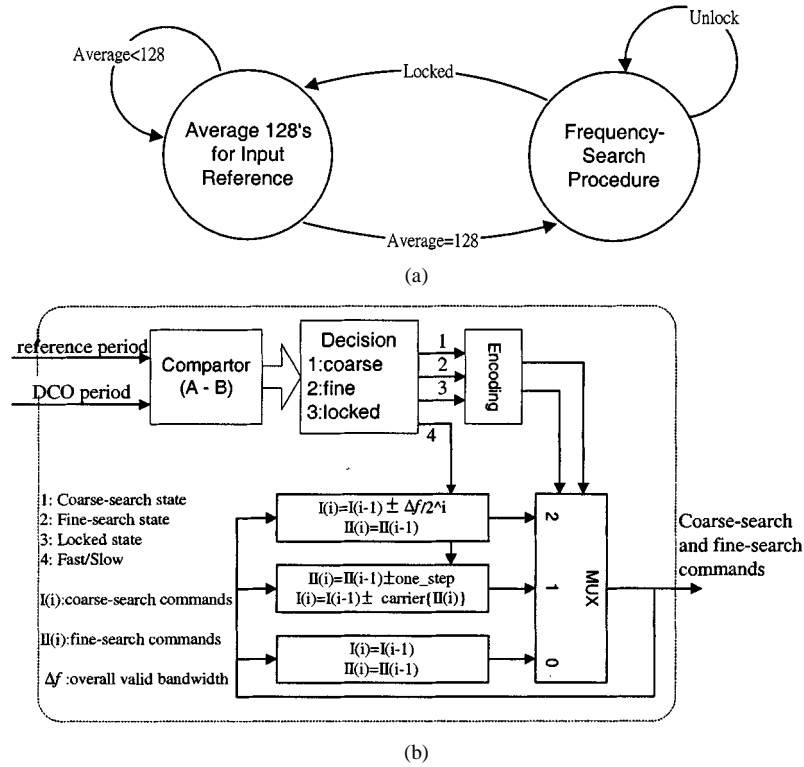 Unlock
Average<128
Locked
Average 128's
for Input
Reference
Frequency-
Search
Procedure
Average=128
(a)
reference period
DCO period
Compartor
(A - B)
Decision
1:coarse
2:fine
3:locked
1
2
3
4
Encoding
1: Coarse-search state
2: Fine-search state
3: Locked state
4: Fast/Slow
I(i):coarse-search commands
II(i):fine-search commands
Δf :overall valid bandwidth
I(i)=I(i-1) ± Δf/2^i
II(i)=II(i-1)
II(i)=II(i-1)±one_step
I(i)=I(i-1)± carrier{II(i)}
I(i)=I(i-1)
II(i)=II(i-1)
2
1
0
MUX
Coarse-search
and fine-search
commands
(b)